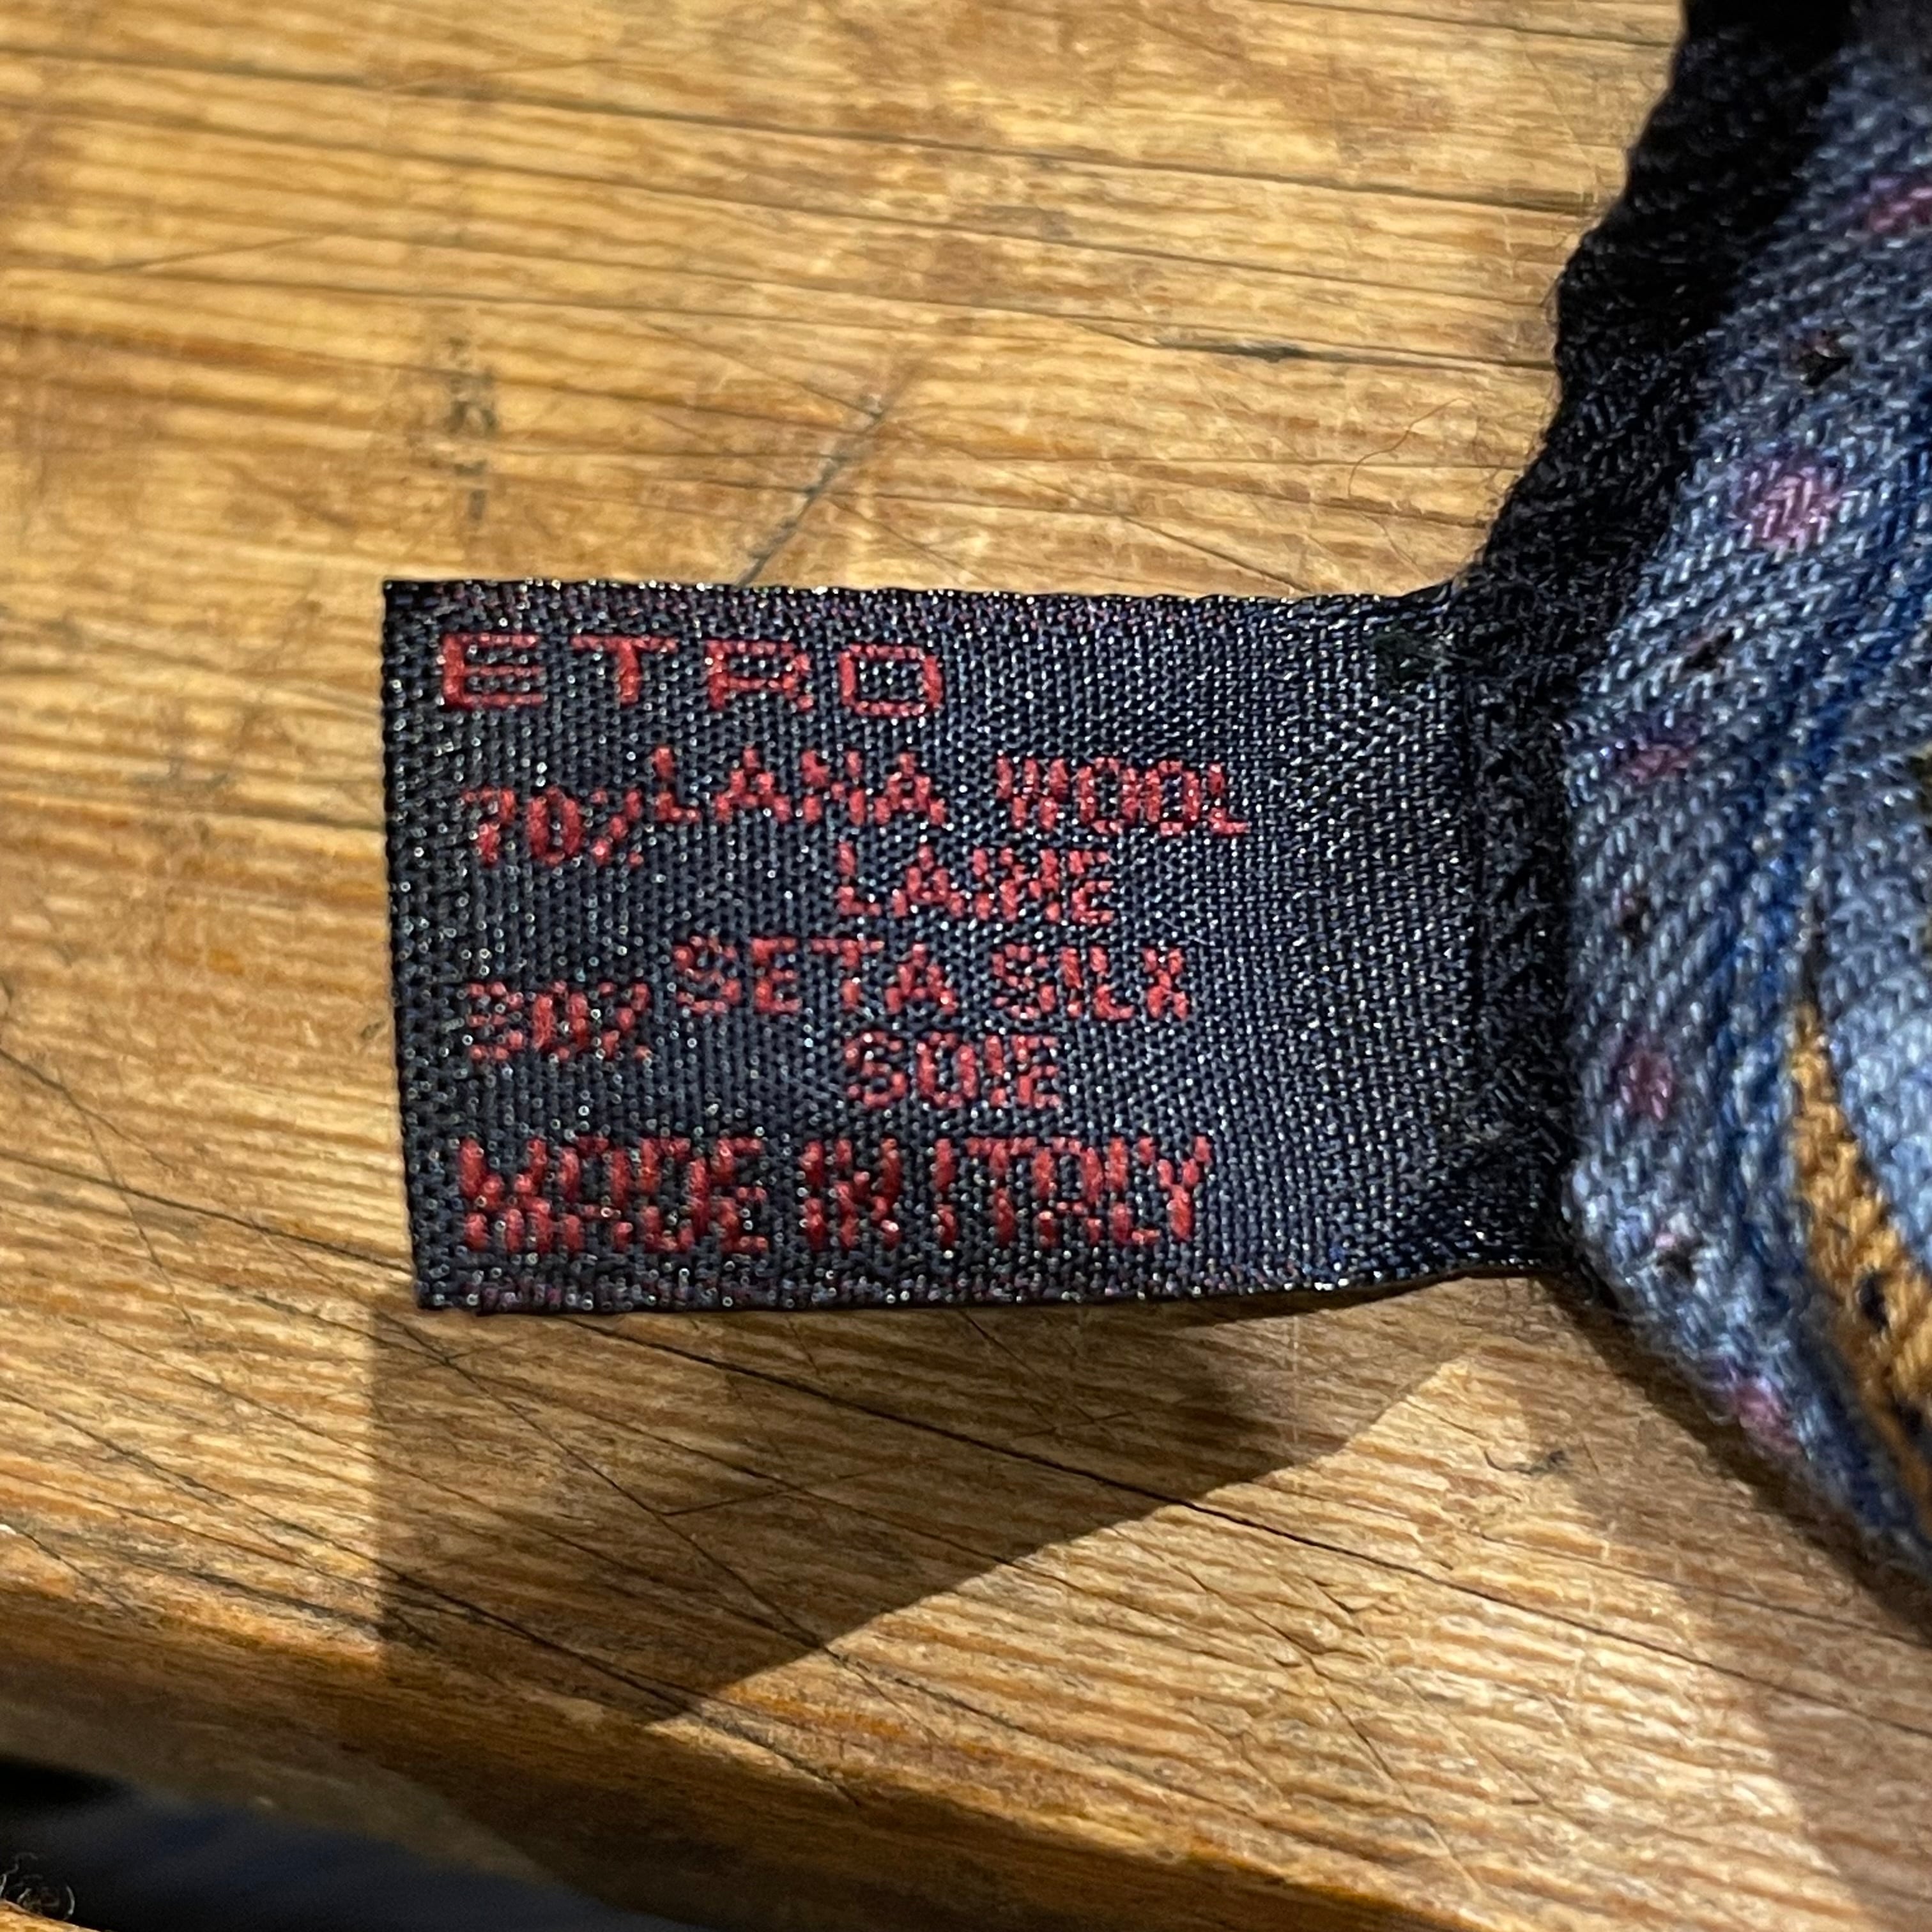 ETRO
70% LANA WOOL
LAINE
30% SETA SILK
SOIE
MADE IN ITALY